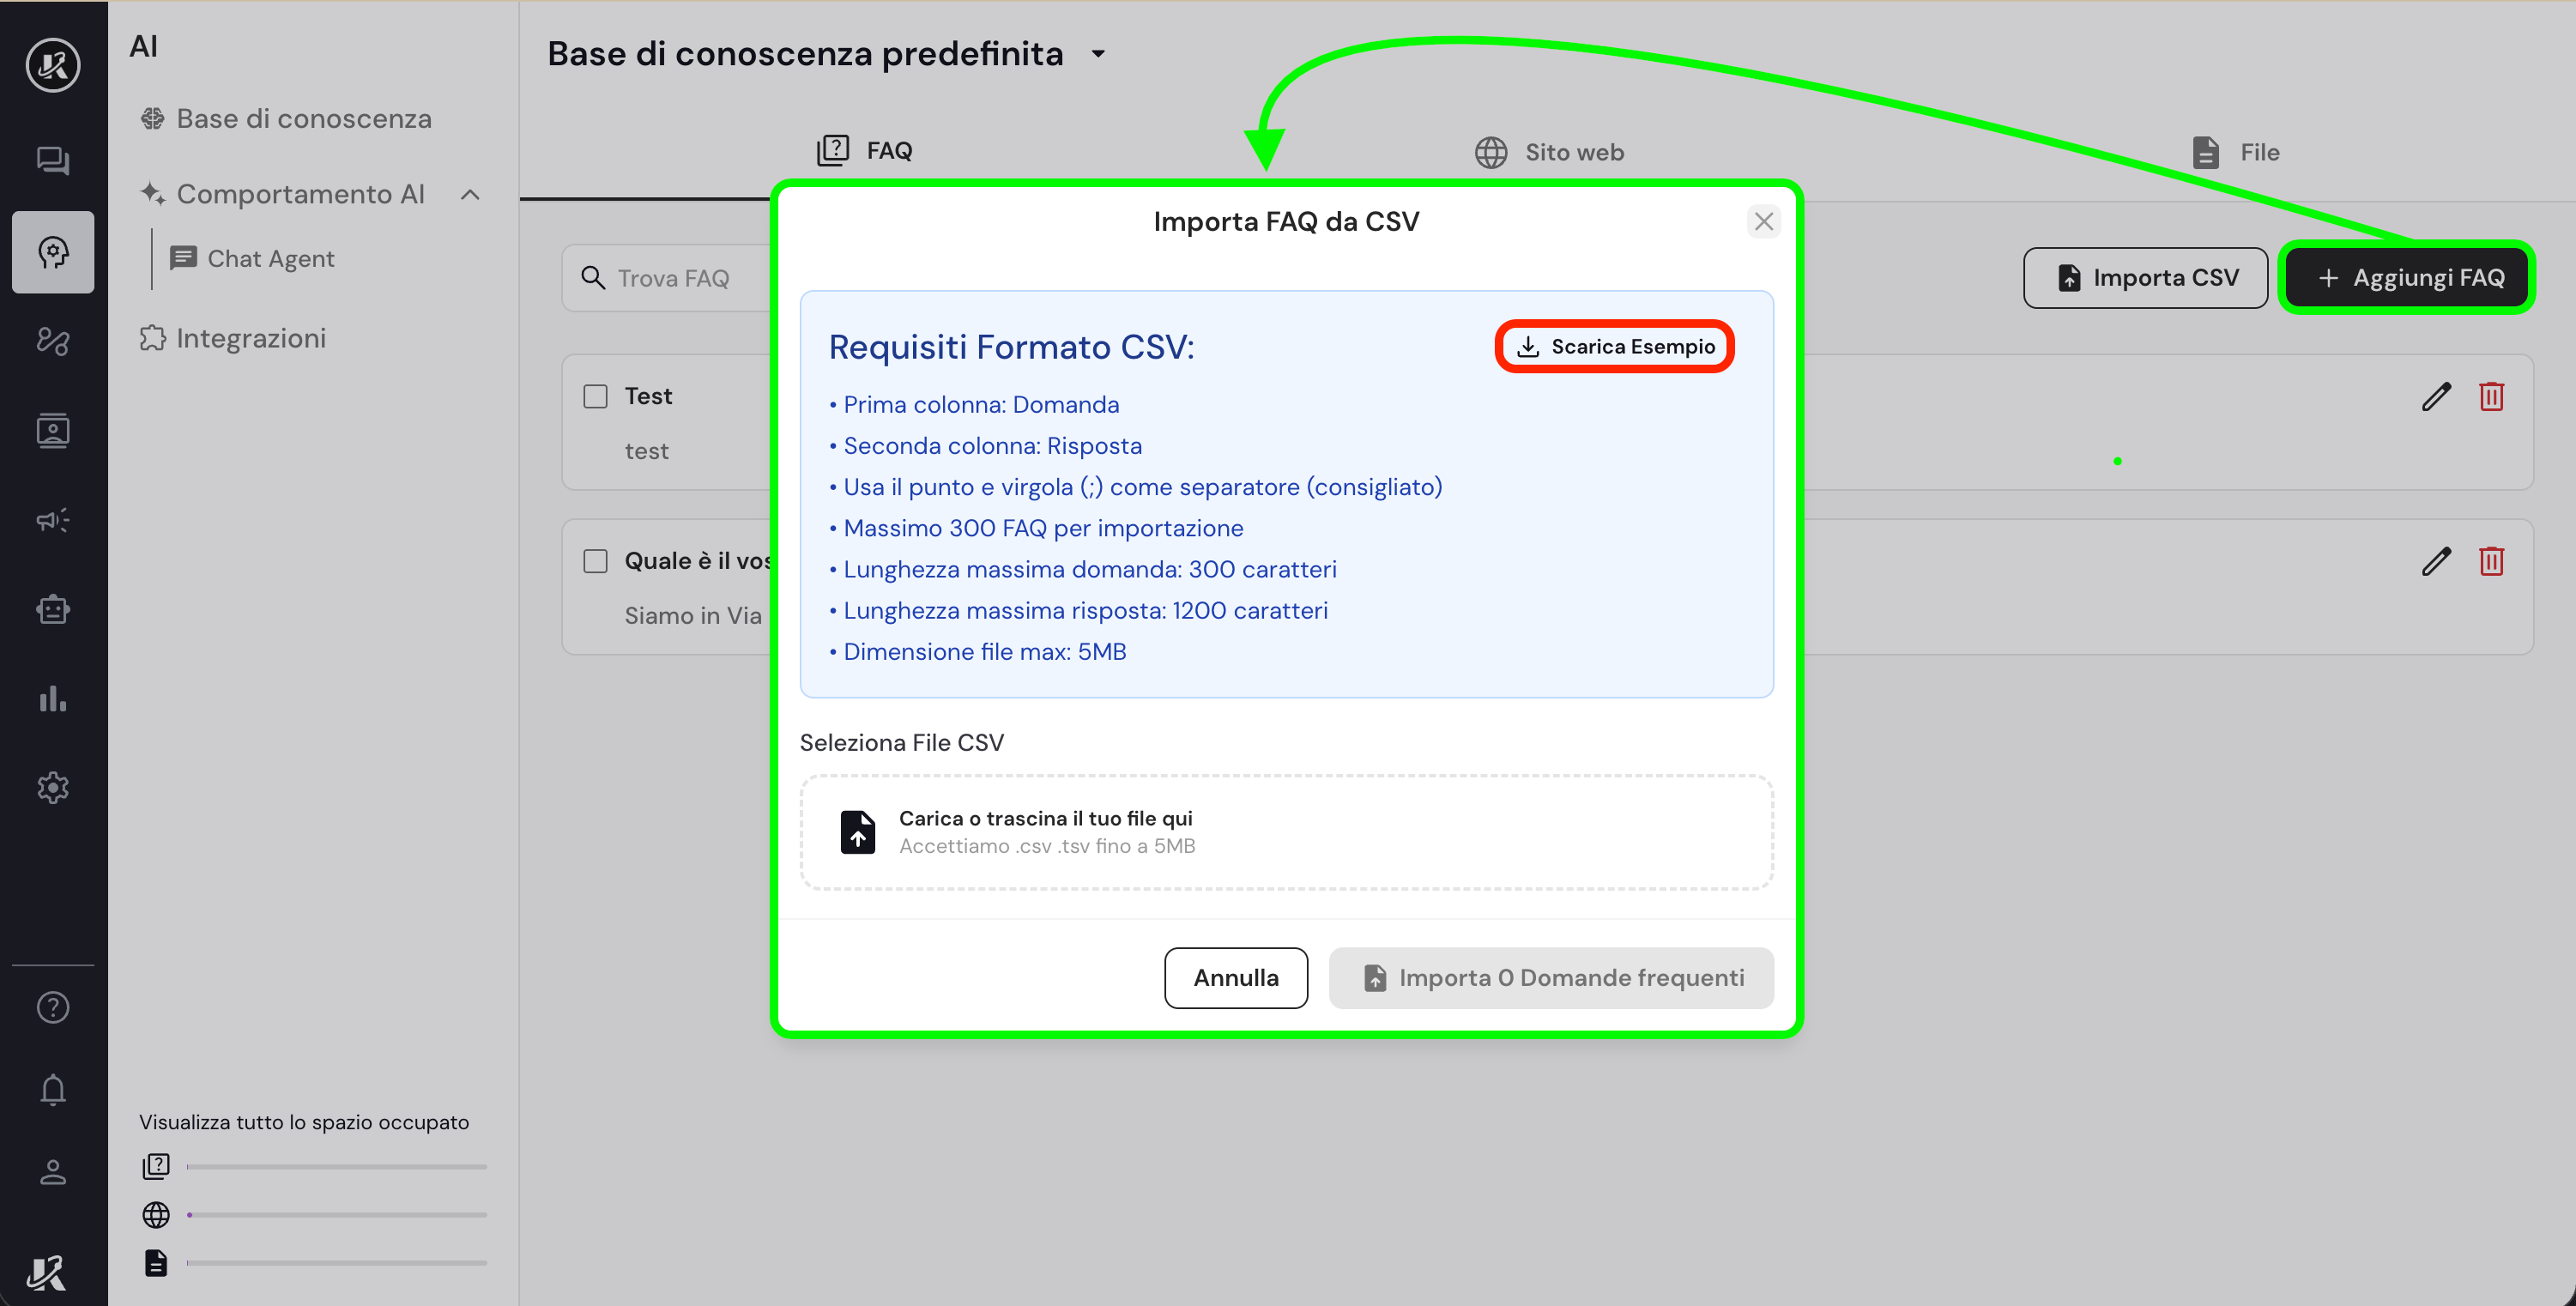 AI
Base di conoscenza
Comportamento AI
Chat Agent
Integrazioni
Visualizza tutto lo spazio occupato
Base di conoscenza predefinita
FAQ
Sito web
File
Trova FAQ
Importa CSV
+ Aggiungi FAQ
Test
test
Quale è il vos
Siamo in Via
Importa FAQ da CSV
Requisiti Formato CSV:
Scarica Esempio
• Prima colonna: Domanda
• Seconda colonna: Risposta
• Usa il punto e virgola (;) come separatore (consigliato)
• Massimo 300 FAQ per importazione
• Lunghezza massima domanda: 300 caratteri
• Lunghezza massima risposta: 1200 caratteri
• Dimensione file max: 5MB
Seleziona File CSV
Carica o trascina il tuo file qui
Accettiamo .csv .tsv fino a 5MB
Annulla
Importa 0 Domande frequenti